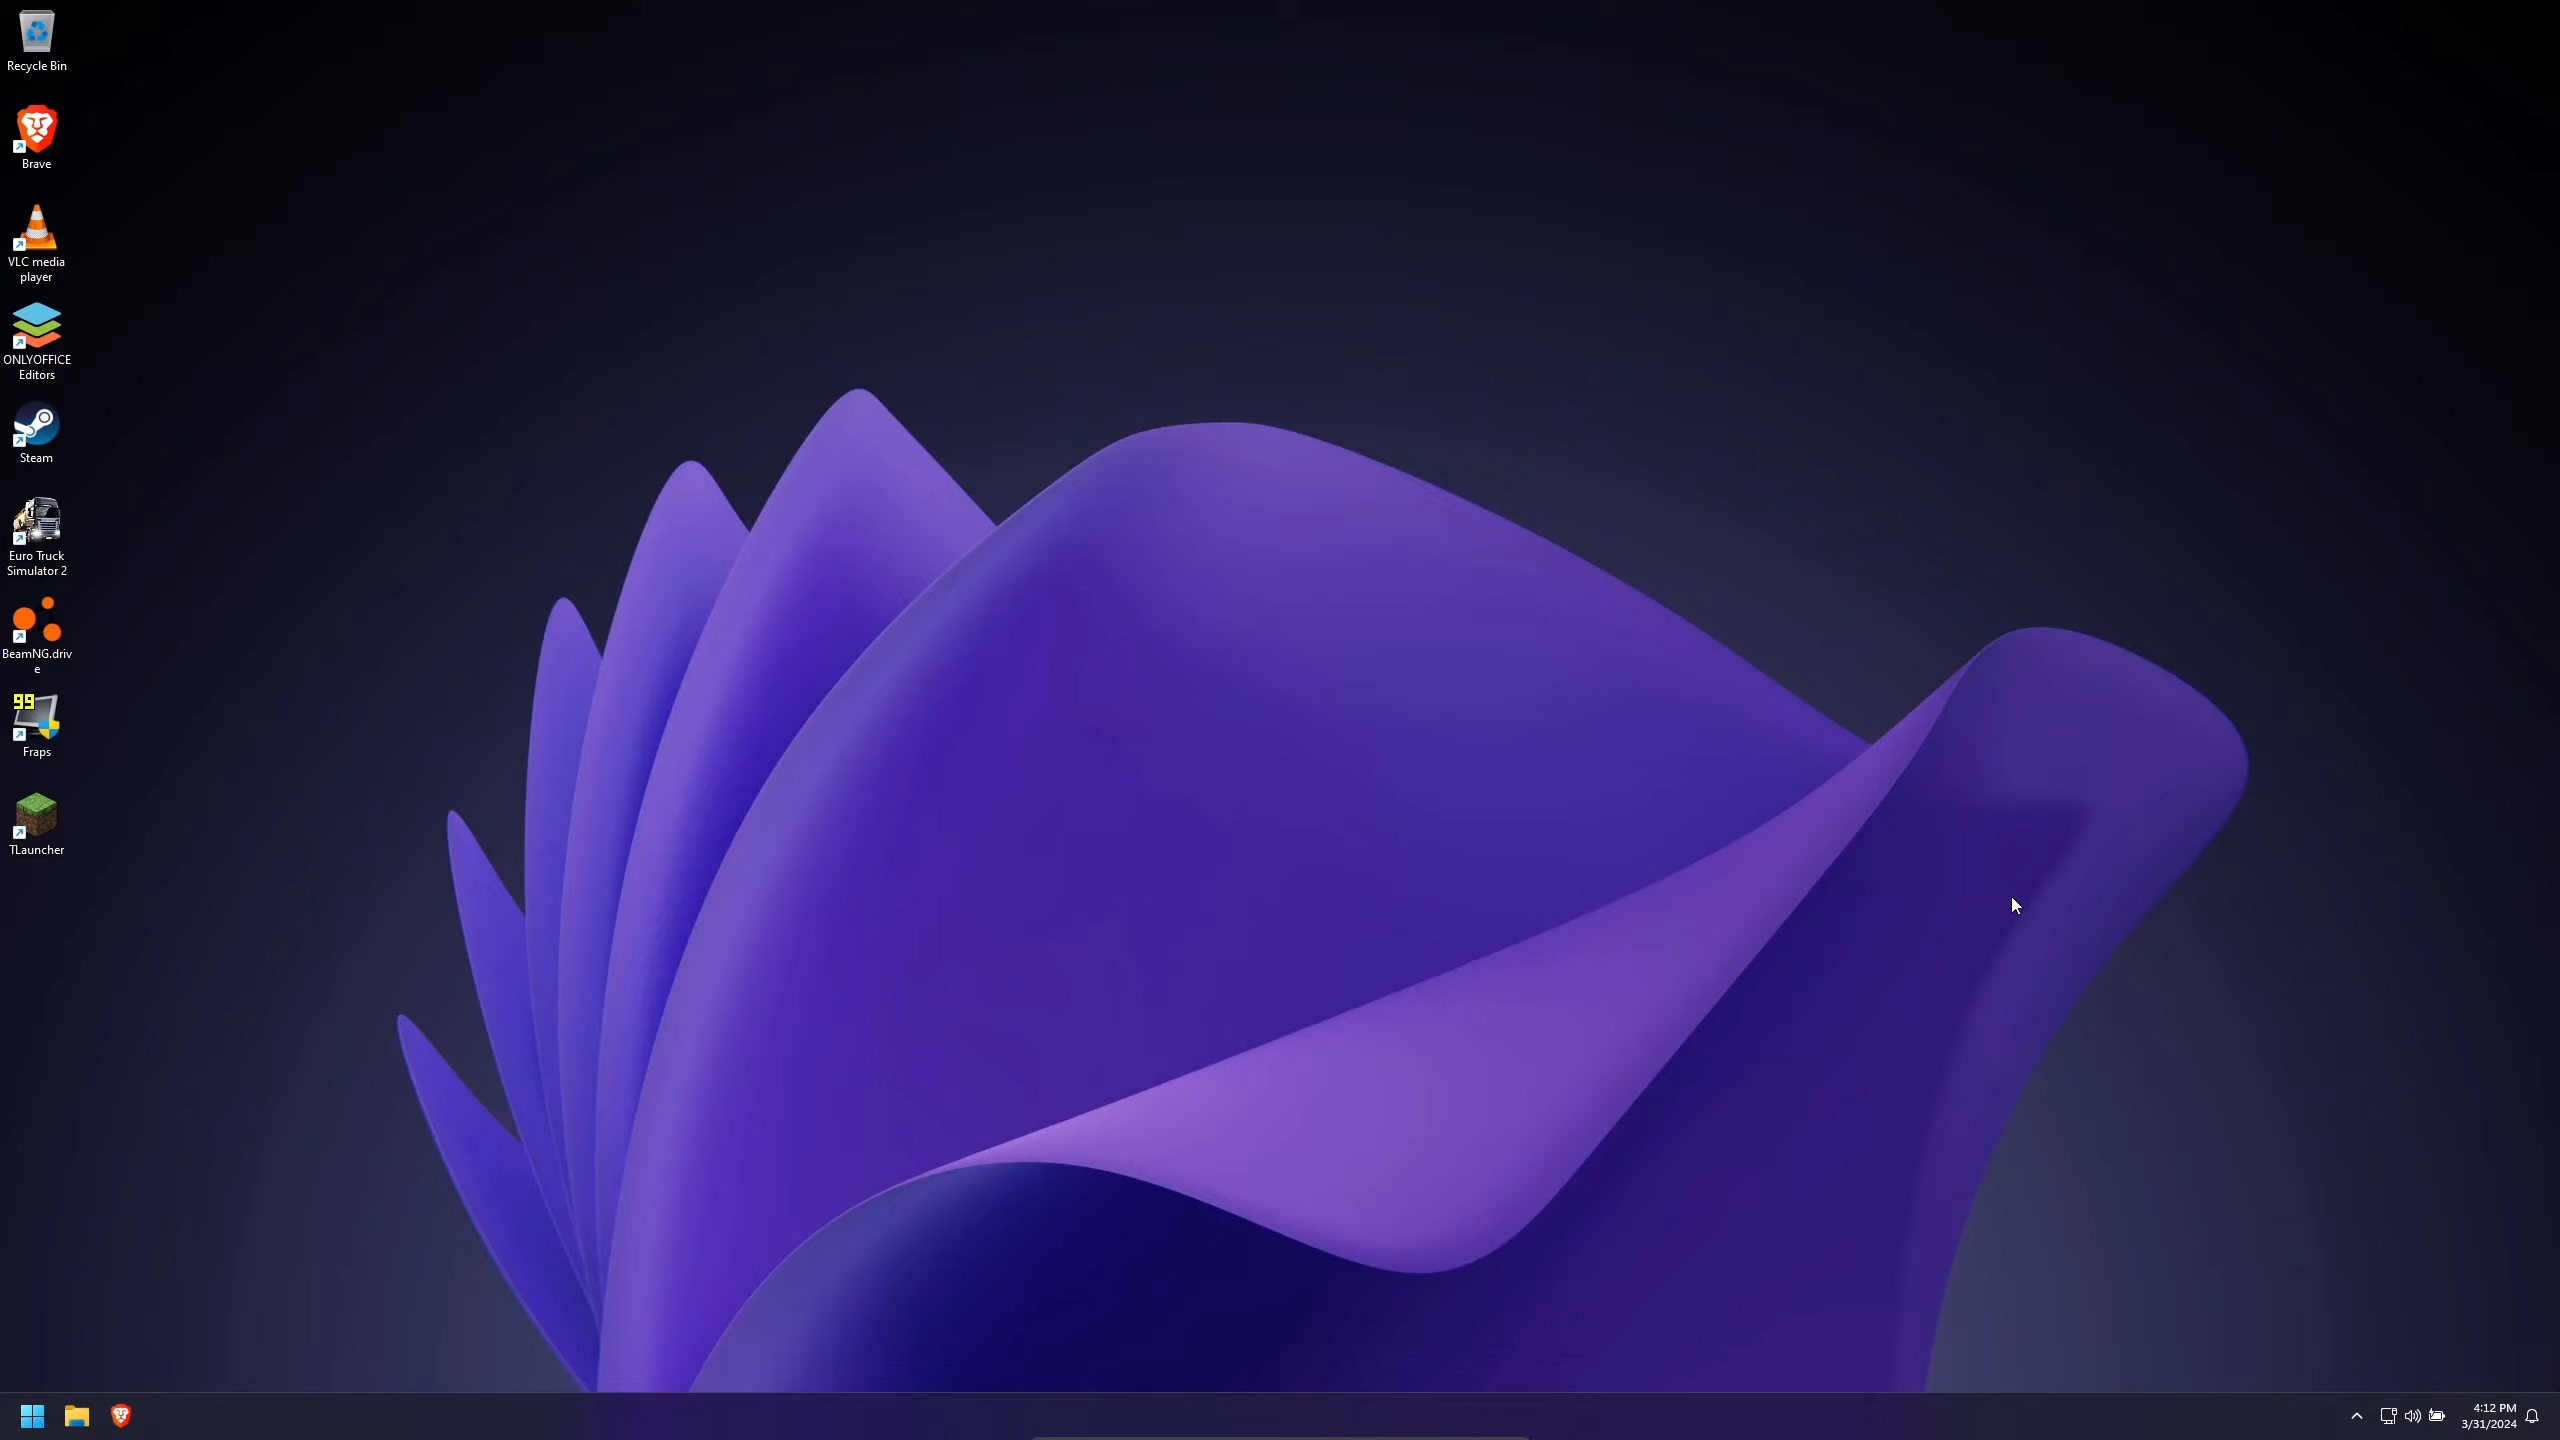 Recycle Bin
Brave
VLC media
player
ONLYOFFICE
Editors
Steam
Euro Truck
Simulator 2
BeamNG.driv
e
99
Fraps
TLauncher
4:12 PM
3/31/2024